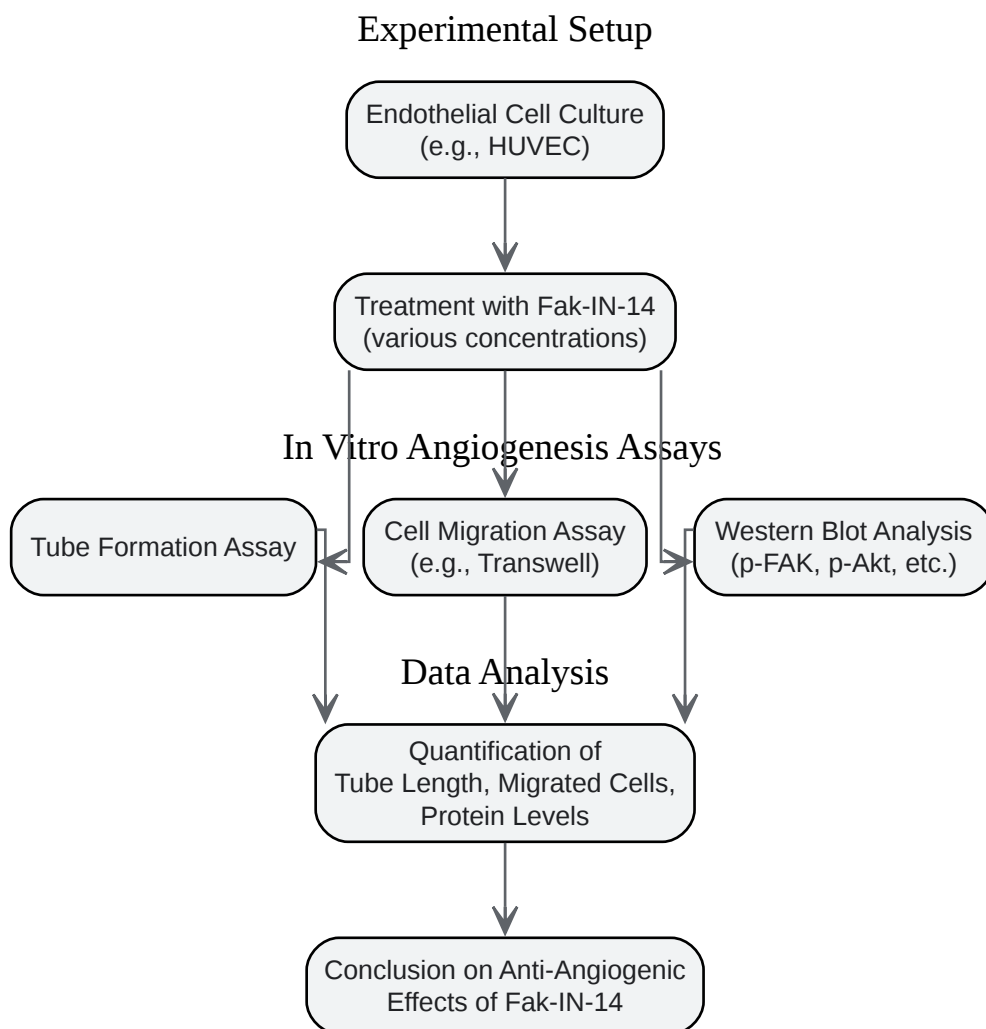 Experimental Setup
Endothelial Cell Culture
(e.g., HUVEC)
Treatment with Fak-IN-14
(various concentrations)
In Vitro Angiogenesis Assays
Tube Formation Assay
Cell Migration Assay
(e.g., Transwell)
Western Blot Analysis
(p-FAK, p-Akt, etc.)
Data Analysis
Quantification of
Tube Length, Migrated Cells,
Protein Levels
Conclusion on Anti-Angiogenic
Effects of Fak-IN-14